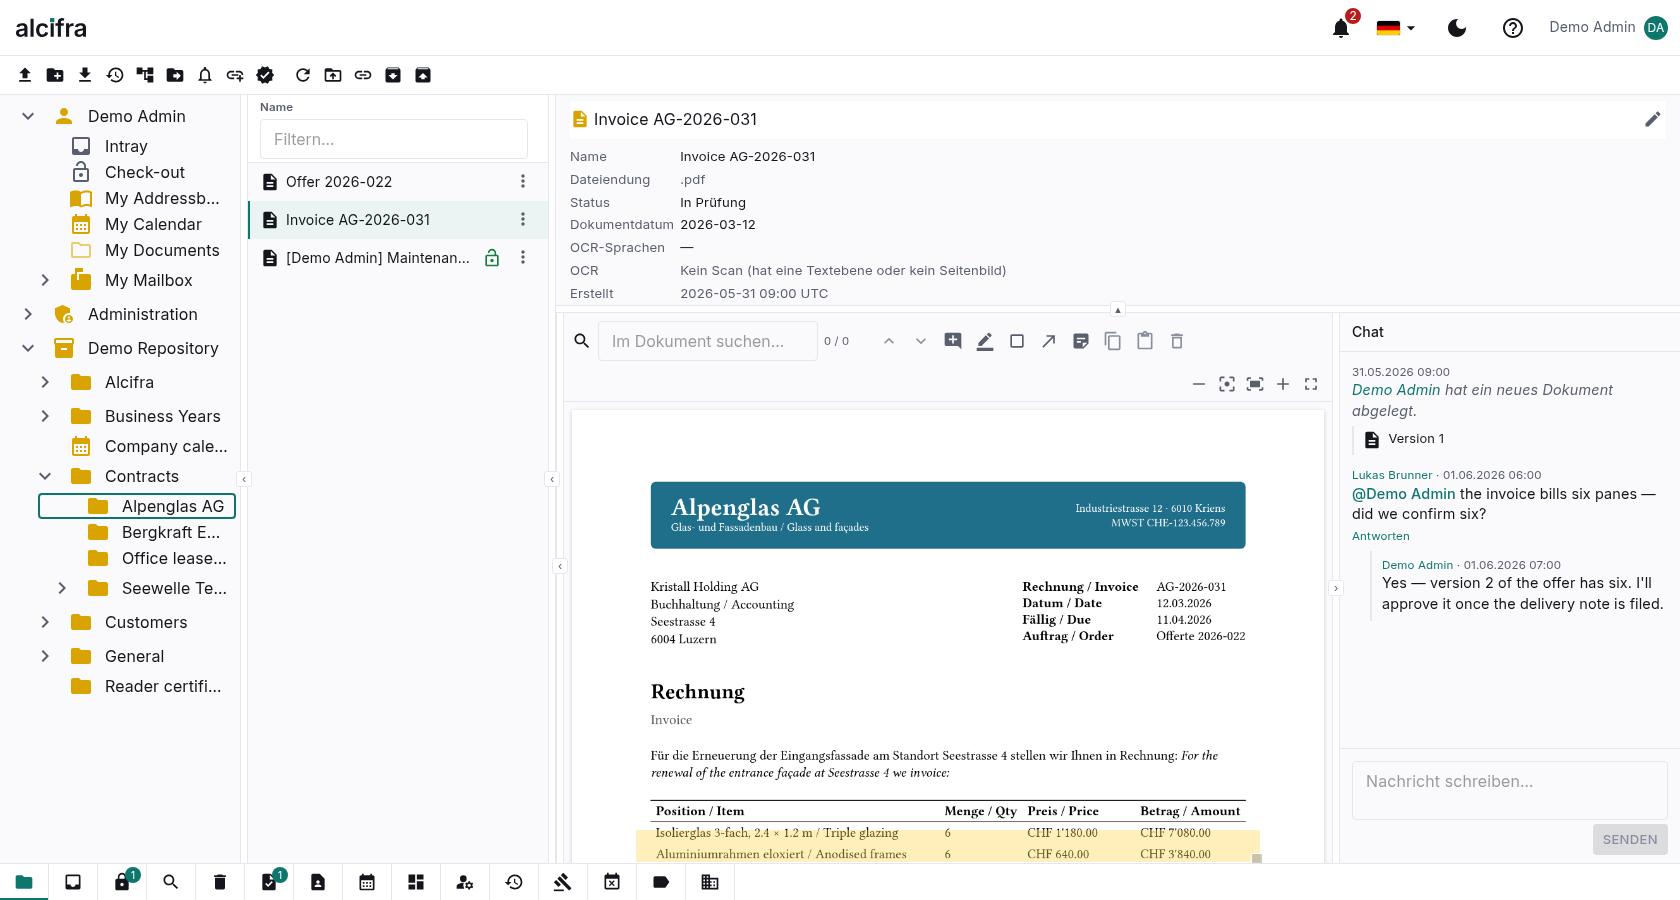 alcifra
2
Demo Admin
DA
Demo Admin
Intray
Check-out
My Addressb...
My Calendar
My Documents
My Mailbox
Administration
Demo Repository
Alcifra
Business Years
Company cale...
Contracts
Alpenglas AG
Bergkraft E...
Office lease...
Seewelle Te...
Customers
General
Reader certifi...
Name
Filtern...
Offer 2026-022
Invoice AG-2026-031
[Demo Admin] Maintenan...
Invoice AG-2026-031
Name Invoice AG-2026-031
Dateiendung .pdf
Status In Prüfung
Dokumentdatum 2026-03-12
OCR-Sprachen —
OCR Kein Scan (hat eine Textebene oder kein Seitenbild)
Erstellt 2026-05-31 09:00 UTC
Im Dokument suchen...
0 / 0
Alpenglas AG
Glas- und Fassadenbau / Glass and façades
Industriestrasse 12 · 6010 Kriens
MWST CHE-123.456.789
Kristall Holding AG
Buchhaltung / Accounting
Seestrasse 4
6004 Luzern
Rechnung / Invoice AG-2026-031
Datum / Date 12.03.2026
Fällig / Due 11.04.2026
Auftrag / Order Offerte 2026-022
Rechnung
Invoice
Für die Erneuerung der Eingangsfassade am Standort Seestrasse 4 stellen wir Ihnen in Rechnung: For the
renewal of the entrance façade at Seestrasse 4 we invoice:
Position / Item Menge / Qty Preis / Price Betrag / Amount
Isolierglas 3-fach, 2.4 × 1.2 m / Triple glazing 6 CHF 1'180.00 CHF 7'080.00
Aluminiumrahmen eloxiert / Anodised frames 6 CHF 640.00 CHF 3'840.00
Chat
31.05.2026 09:00
Demo Admin hat ein neues Dokument
abgelegt.
Version 1
Lukas Brunner · 01.06.2026 06:00
@Demo Admin the invoice bills six panes —
did we confirm six?
Antworten
Demo Admin · 01.06.2026 07:00
Yes — version 2 of the offer has six. I'll
approve it once the delivery note is filed.
Nachricht schreiben...
SENDEN
1
1